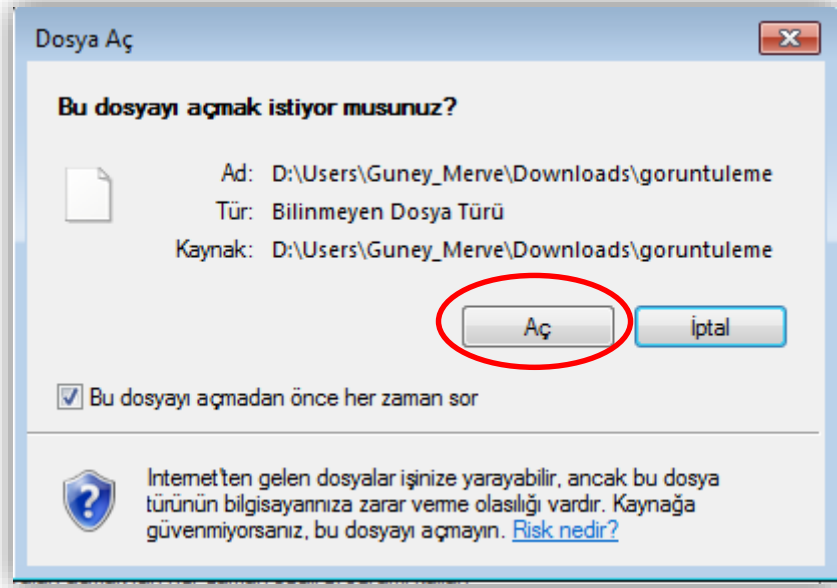 Dosya Aç
Bu dosyayı açmak istiyor musunuz?
Ad: D:\Users\Guney_Merve\Downloads\goruntuleme
Tür: Bilinmeyen Dosya Türü
Kaynak: D:\Users\Guney_Merve\Downloads\goruntuleme
Aç İptal
Bu dosyayı açmadan önce her zaman sor
Internet'ten gelen dosyalar işinize yarayabilir, ancak bu dosya
türünün bilgisayarınıza zarar verme olasılığı vardır. Kaynağa
güvenmiyorsanız, bu dosyayı açmayın. Risk nedir?